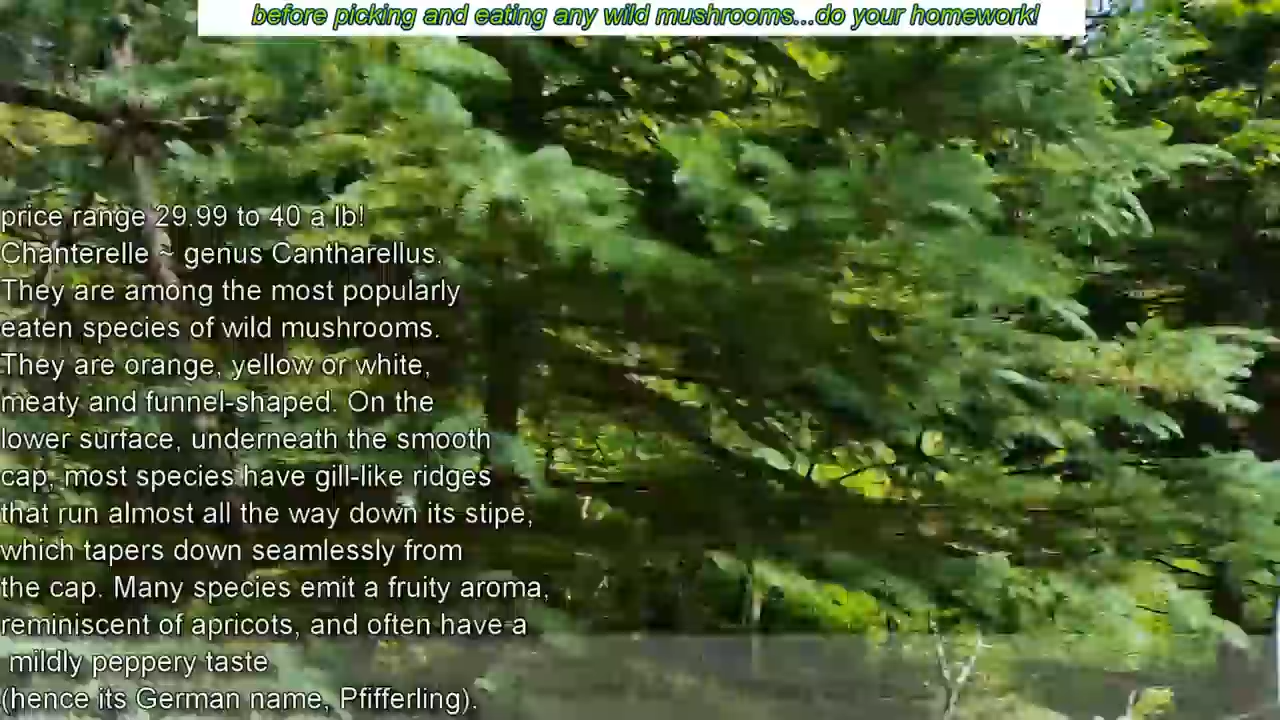 before picking and eating any wild mushrooms...do your homework!
price range 29.99 to 40 a lb!
Chanterelle ~ genus Cantharellus.
They are among the most popularly
eaten species of wild mushrooms.
They are orange, yellow or white,
meaty and funnel-shaped. On the
lower surface, underneath the smooth
cap, most species have gill-like ridges
that run almost all the way down its stipe,
which tapers down seamlessly from
the cap. Many species emit a fruity aroma,
reminiscent of apricots, and often have a
mildly peppery taste
(hence its German name, Pfifferling).